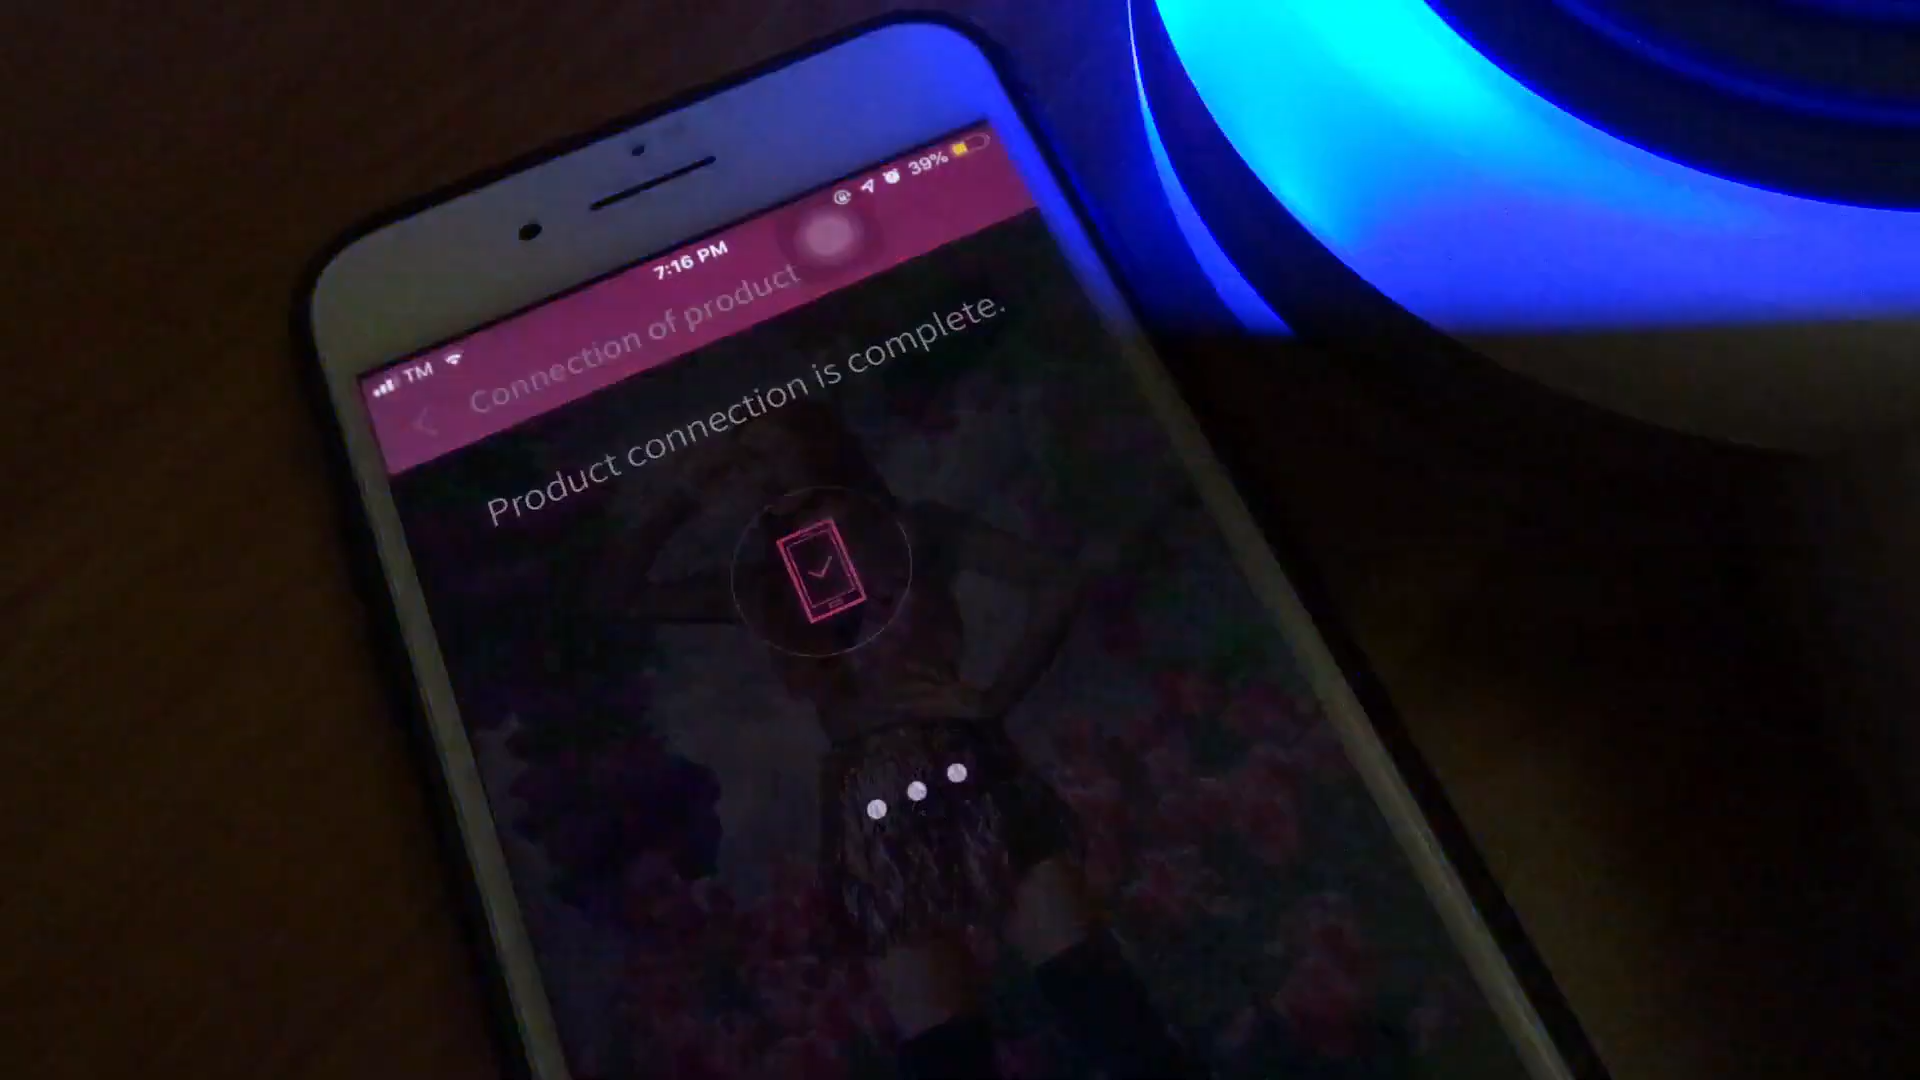 TM
7:16 PM
39%
Connection of product
Product connection is complete.